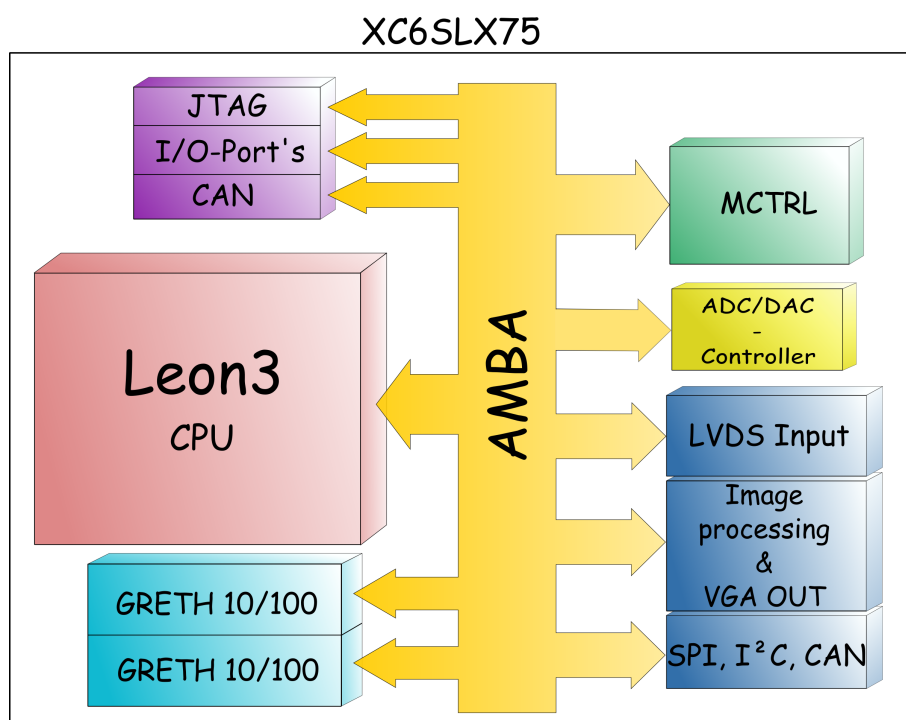 XC6SLX75
JTAG
I/O-Port's
CAN
Leon3
CPU
GRETH 10/100
GRETH 10/100
AMBA
MCTRL
ADC/DAC
-
Controller
LVDS Input
Image
processing
&
VGA OUT
SPI, I²C, CAN